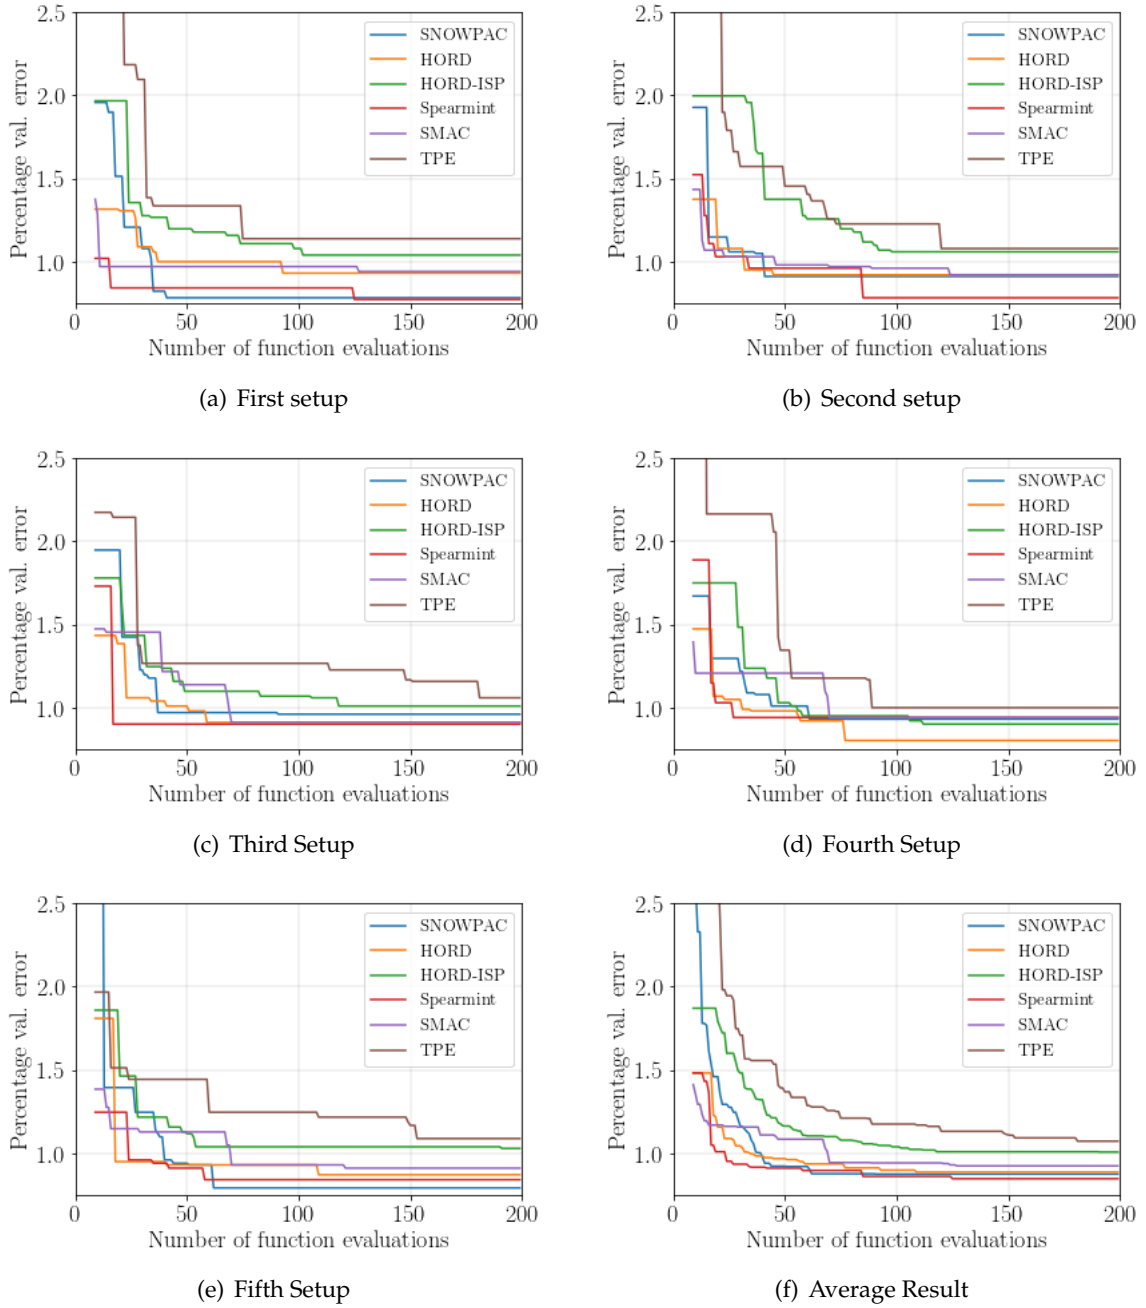 2.5
2.0
1.5
1.0
Percentage val. error
SNOWPAC
HORD
HORD-ISP
Spearmint
SMAC
TPE
0 50 100 150 200
Number of function evaluations
(a) First setup
2.5
2.0
1.5
1.0
Percentage val. error
SNOWPAC
HORD
HORD-ISP
Spearmint
SMAC
TPE
0 50 100 150 200
Number of function evaluations
(b) Second setup
2.5
2.0
1.5
1.0
Percentage val. error
SNOWPAC
HORD
HORD-ISP
Spearmint
SMAC
TPE
0 50 100 150 200
Number of function evaluations
(c) Third Setup
2.5
2.0
1.5
1.0
Percentage val. error
SNOWPAC
HORD
HORD-ISP
Spearmint
SMAC
TPE
0 50 100 150 200
Number of function evaluations
(d) Fourth Setup
2.5
2.0
1.5
1.0
Percentage val. error
SNOWPAC
HORD
HORD-ISP
Spearmint
SMAC
TPE
0 50 100 150 200
Number of function evaluations
(e) Fifth Setup
2.5
2.0
1.5
1.0
Percentage val. error
SNOWPAC
HORD
HORD-ISP
Spearmint
SMAC
TPE
0 50 100 150 200
Number of function evaluations
(f) Average Result